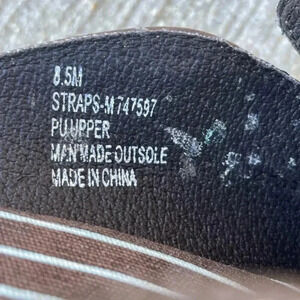 8.5M
STRAPS-M 747597
PU UPPER
MAN MADE OUTSOLE
MADE IN CHINA